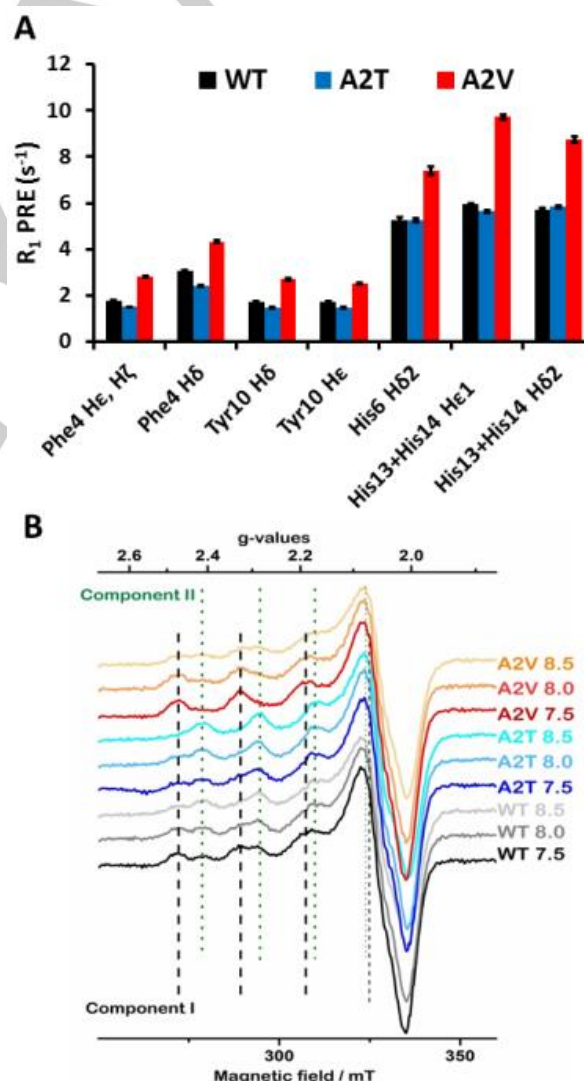 A
WT A2T A2V
12
10
8
6
4
2
0
R₁ PRE (s⁻¹)
Phe4 Hε, Hζ
Phe4 Hδ
Tyr10 Hδ
Tyr10 Hε
His6 Hδ2
His13+His14 Hε1
His13+His14 Hδ2
B
g-values
2.6 2.4 2.2 2.0
Component II
A2V 8.5
A2V 8.0
A2V 7.5
A2T 8.5
A2T 8.0
A2T 7.5
WT 8.5
WT 8.0
WT 7.5
Component I
300 350
Magnetic field / mT